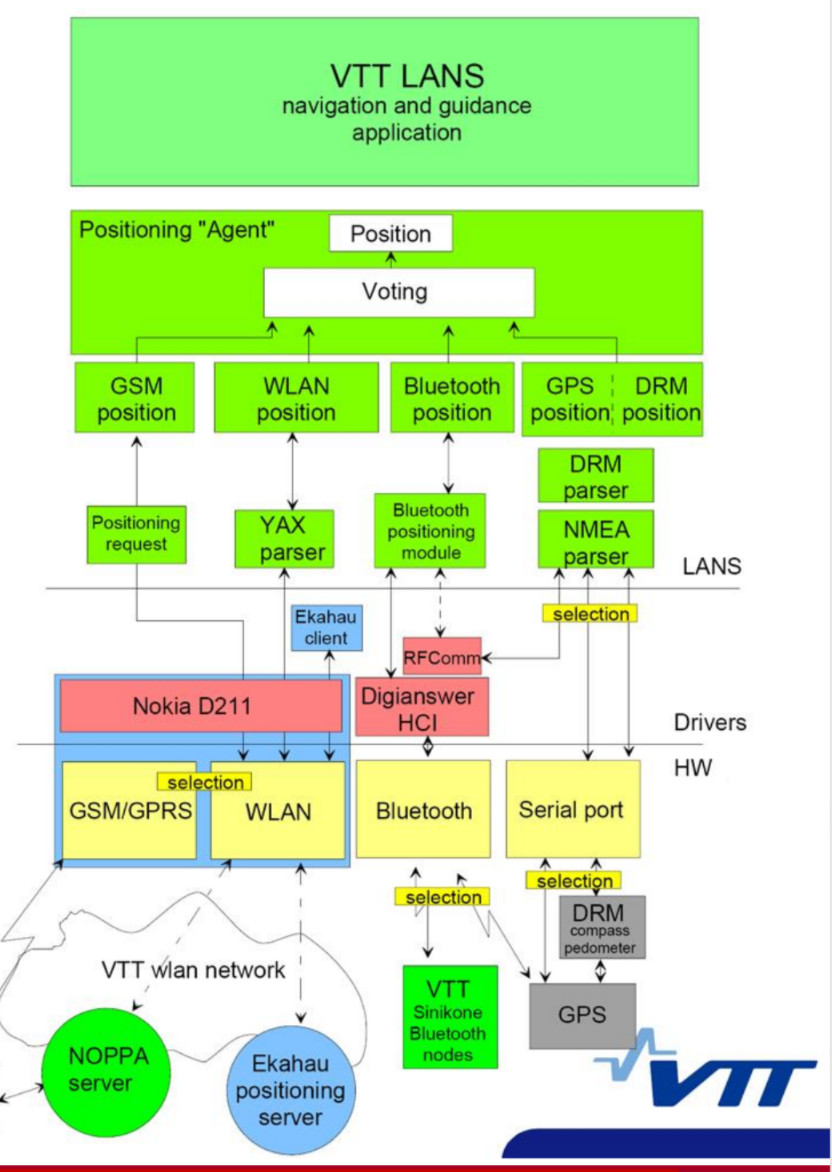 VTT LANS
navigation and guidance
application
Positioning "Agent"
Position
Voting
GSM
position
WLAN
position
Bluetooth
position
GPS
position
DRM
position
DRM
parser
Positioning
request
YAX
parser
Bluetooth
positioning
module
NMEA
parser
LANS
Ekahau
client
selection
RFComm
Nokia D211
Digianswer
HCI
Drivers
HW
selection
GSM/GPRS
WLAN
Bluetooth
Serial port
selection
selection
DRM
compass
pedometer
VTT wlan network
VTT
Sinikone
Bluetooth
nodes
GPS
NOPPA
server
Ekahau
positioning
server
VTT